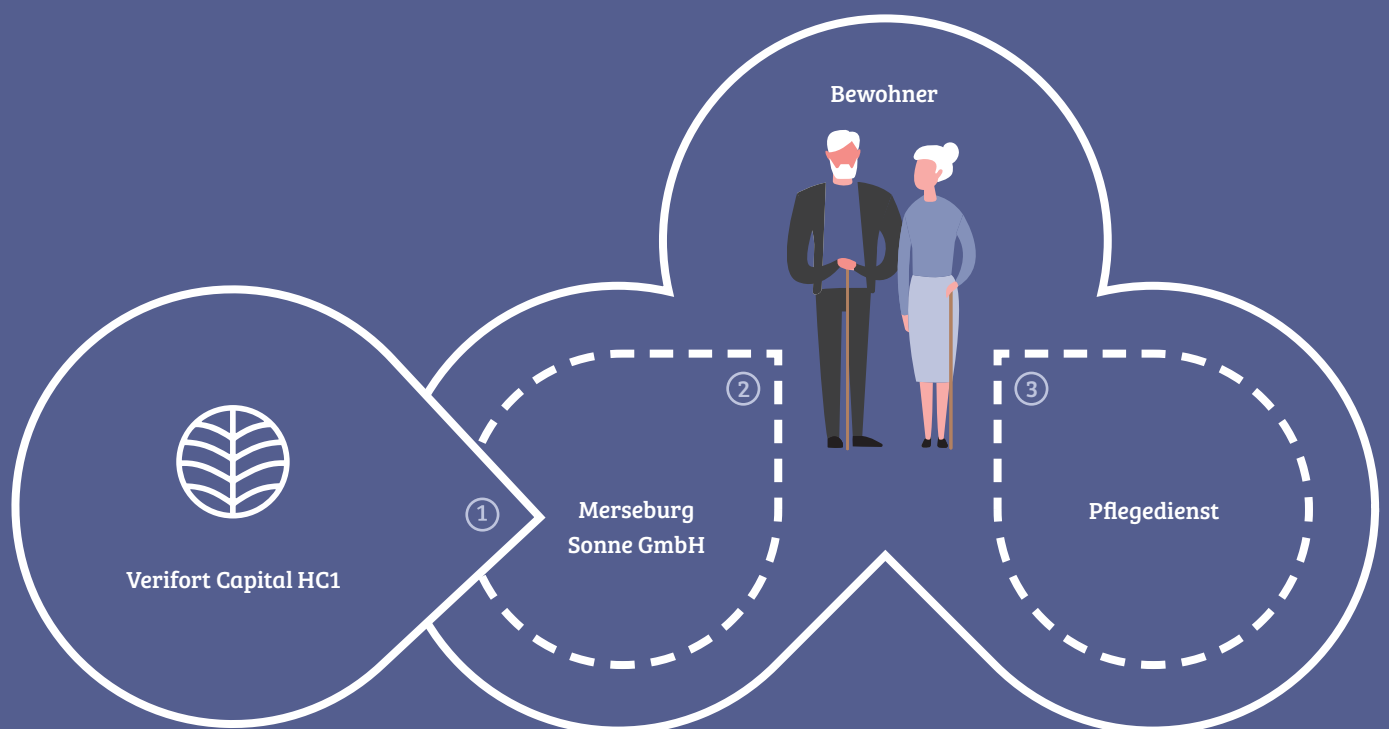 Bewohner
2
3
1
Merseburg
Sonne GmbH
Pflegedienst
Verifort Capital HC1